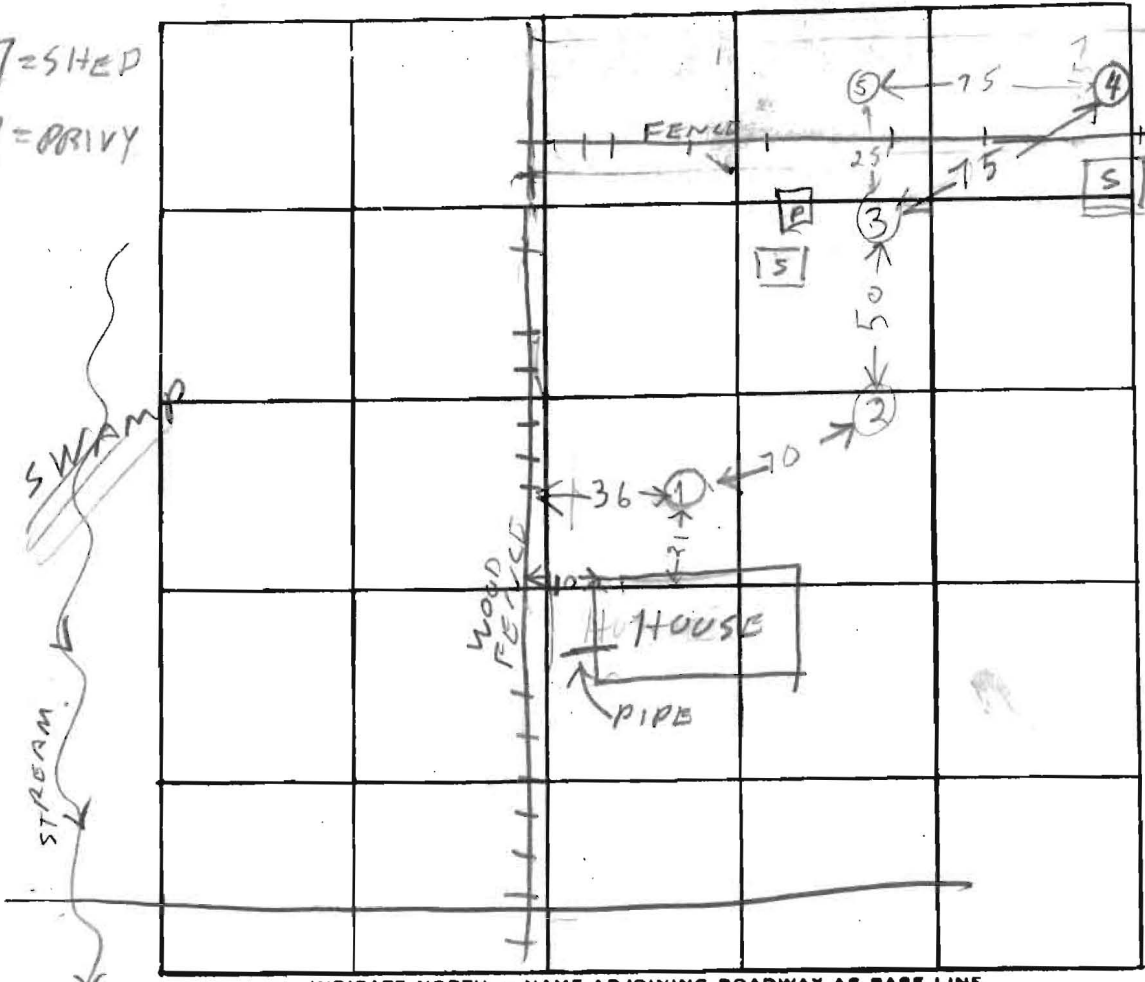 = SHED
= PRIVY
FENCE
5
75
4
25
75
S
P
3
S
50
SWAMP
2
70
36
1
21
10
WOOD
FENCE
HOUSE
PIPE
STREAM
INDICATE NORTH NAME ADJOINING ROADWAY AS BASE LINE